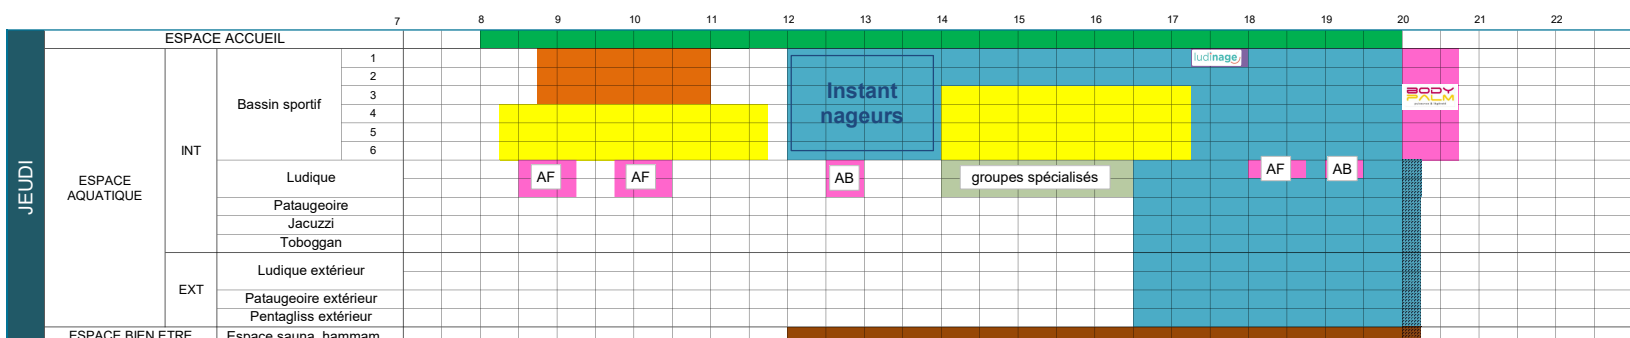 7 8 9 10 11 12 13 14 15 16 17 18 19 20 21 22
JEUDI
ESPACE ACCUEIL
ESPACE
AQUATIQUE
INT
Bassin sportif
1
2
3
4
5
6
Instant
nageurs
ludinage
BODY
PALM
Ludique
AF
AF
AB
groupes spécialisés
AF
AB
Pataugeoire
Jacuzzi
Toboggan
EXT
Ludique extérieur
Pataugeoire extérieur
Pentagliss extérieur
ESPACE BIEN ETRE
Espace sauna, hammam